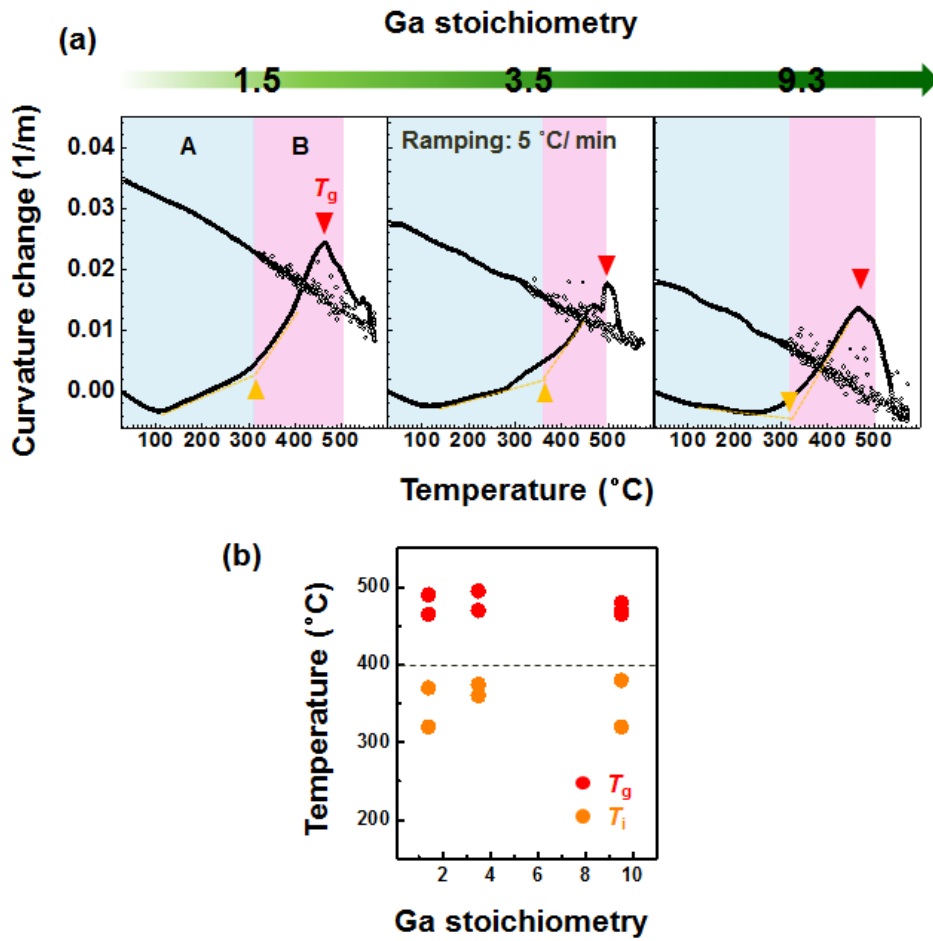 Ga stoichiometry
(a)
1.5 3.5 9.3
Curvature change (1/m)
0.04
0.03
0.02
0.01
0.00
A B
Tg
Ramping: 5 ˚C/ min
100 200 300 400 500 100 200 300 400 500 100 200 300 400 500
Temperature (˚C)
(b)
Temperature (˚C)
500
400
300
200
Tg
Ti
2 4 6 8 10
Ga stoichiometry